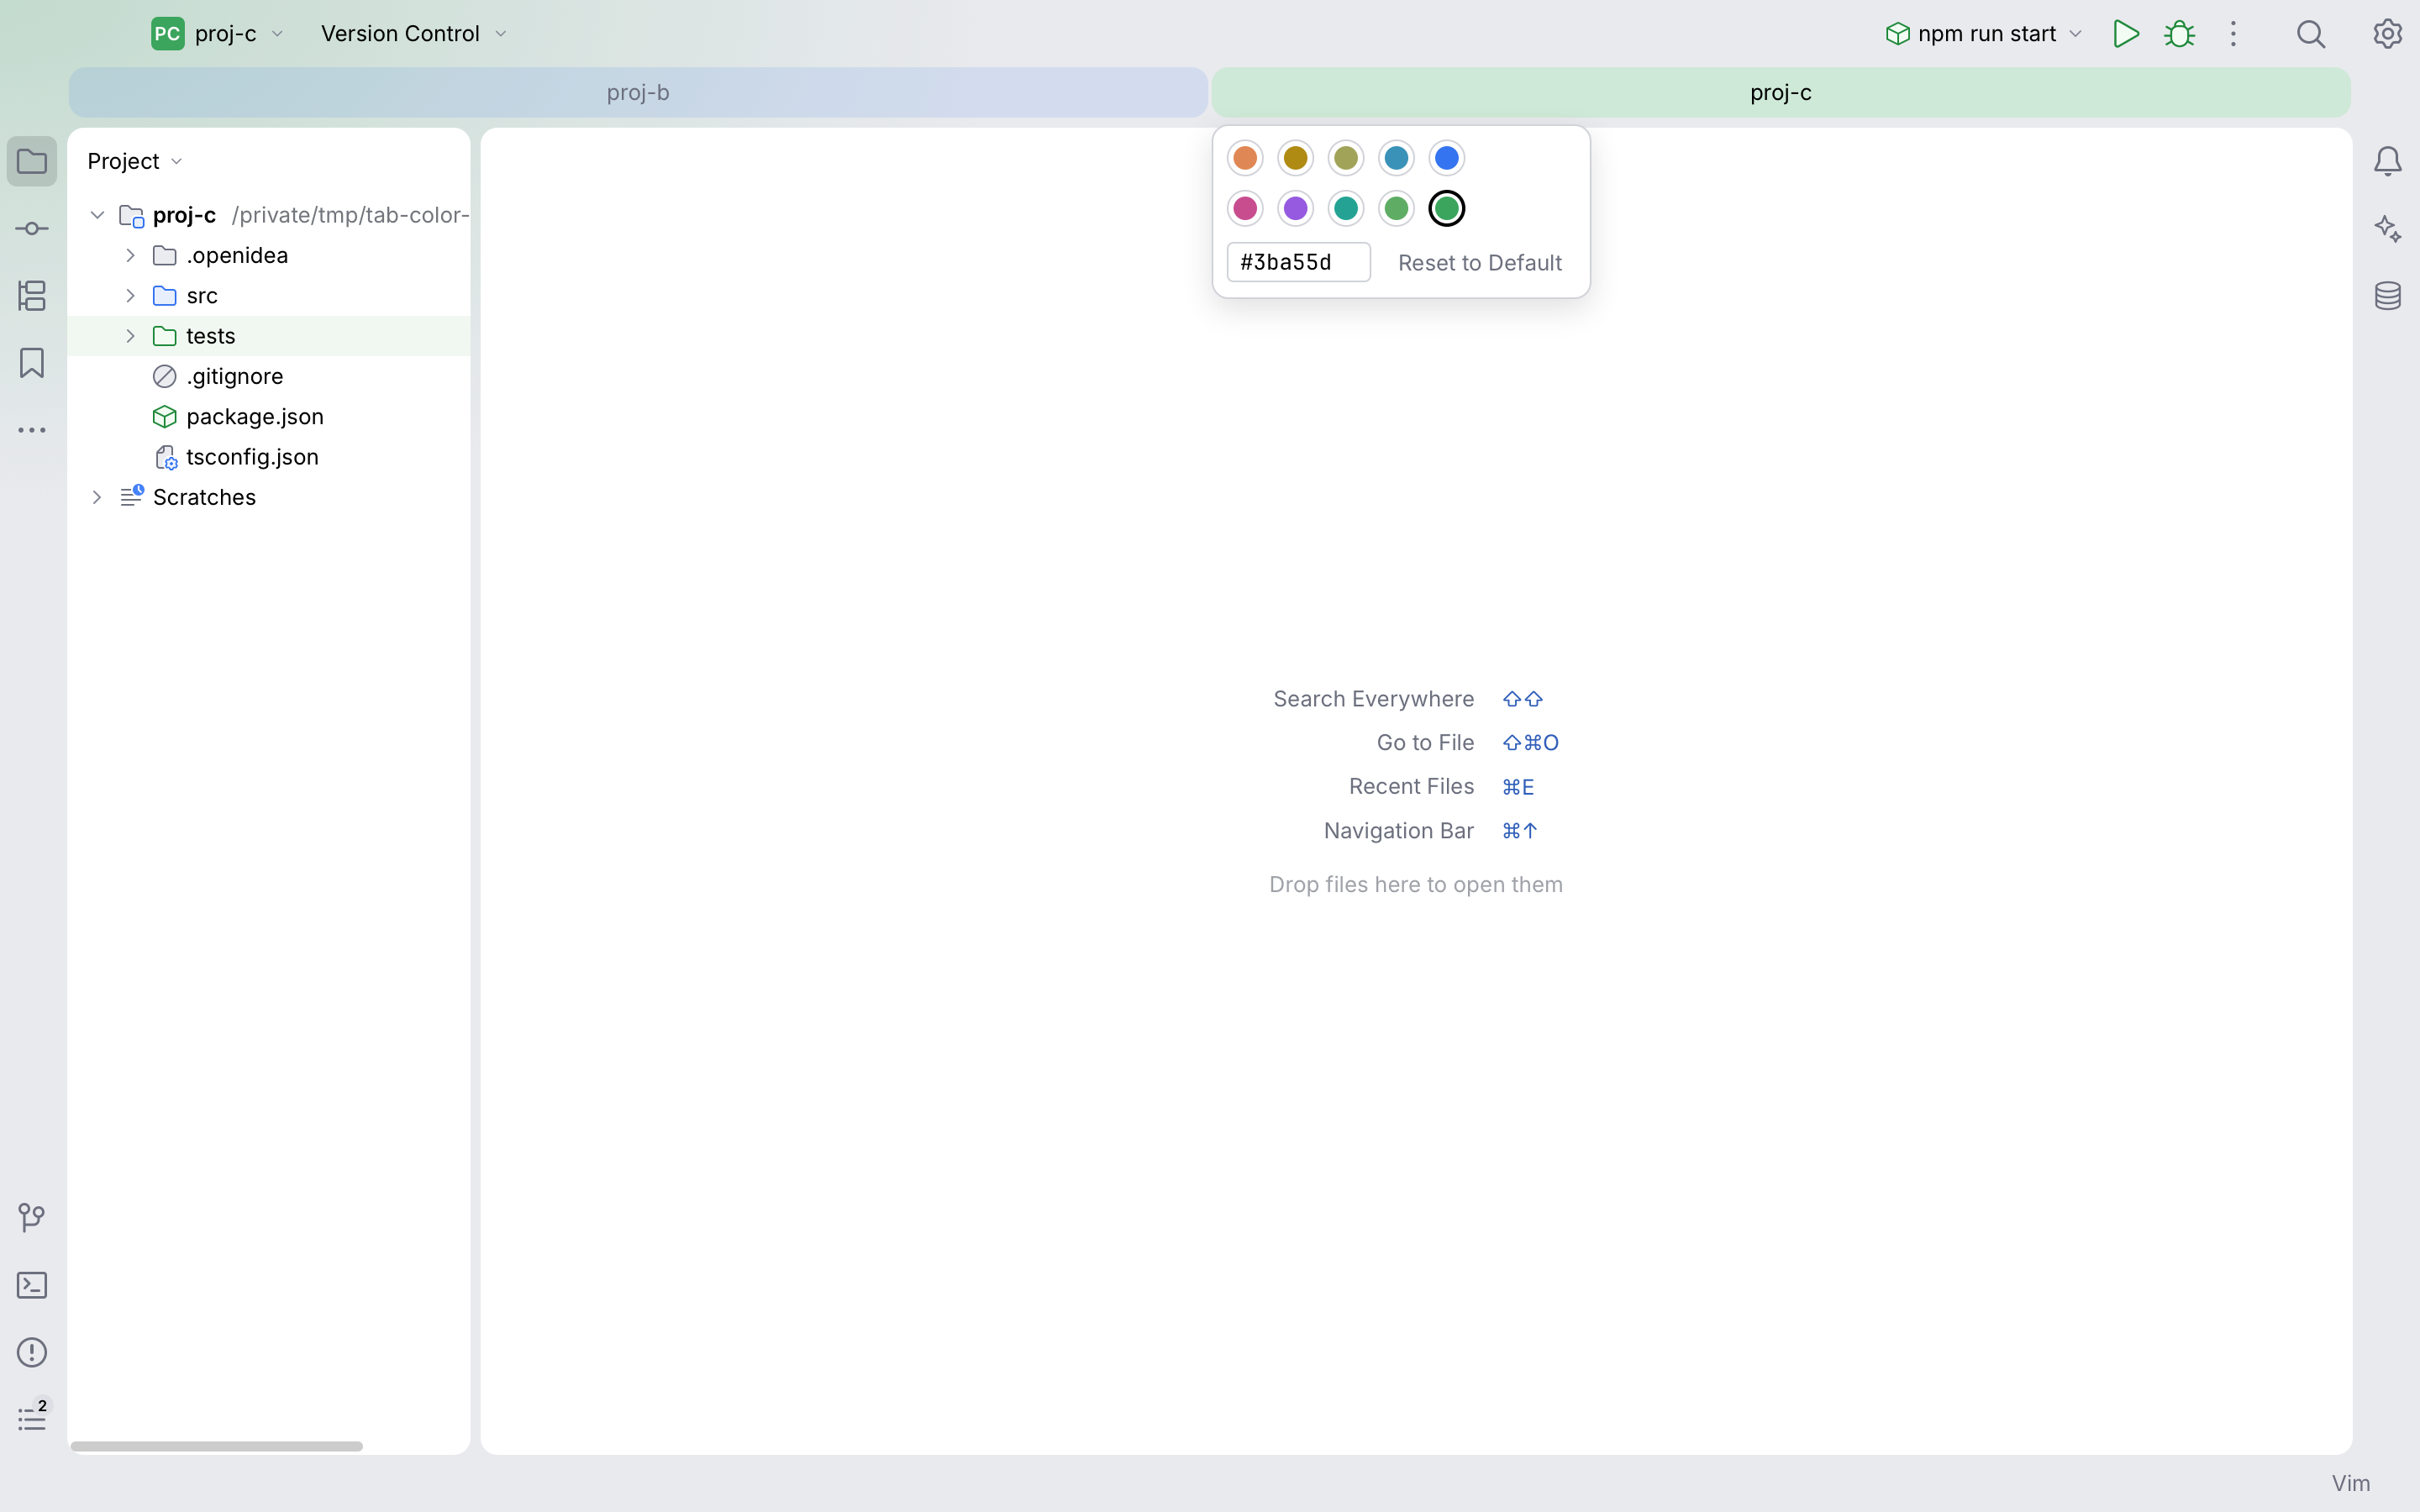 PC proj-c Version Control npm run start
proj-b proj-c
Project
proj-c /private/tmp/tab-color-
.openidea
src
tests
.gitignore
package.json
tsconfig.json
Scratches
#3ba55d Reset to Default
Search Everywhere ⇧⇧
Go to File ⇧⌘O
Recent Files ⌘E
Navigation Bar ⌘↑
Drop files here to open them
2
Vim